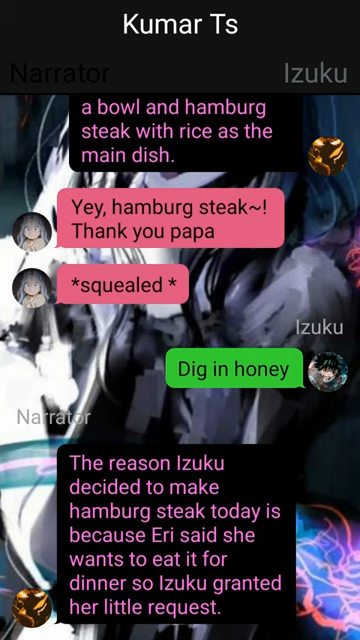 Kumar Ts
Narrator
Izuku
a bowl and hamburg
steak with rice as the
main dish.
Yey, hamburg steak~!
Thank you papa
*squealed *
Izuku
Dig in honey
Narrator
The reason Izuku
decided to make
hamburg steak today is
because Eri said she
wants to eat it for
dinner so Izuku granted
her little request.